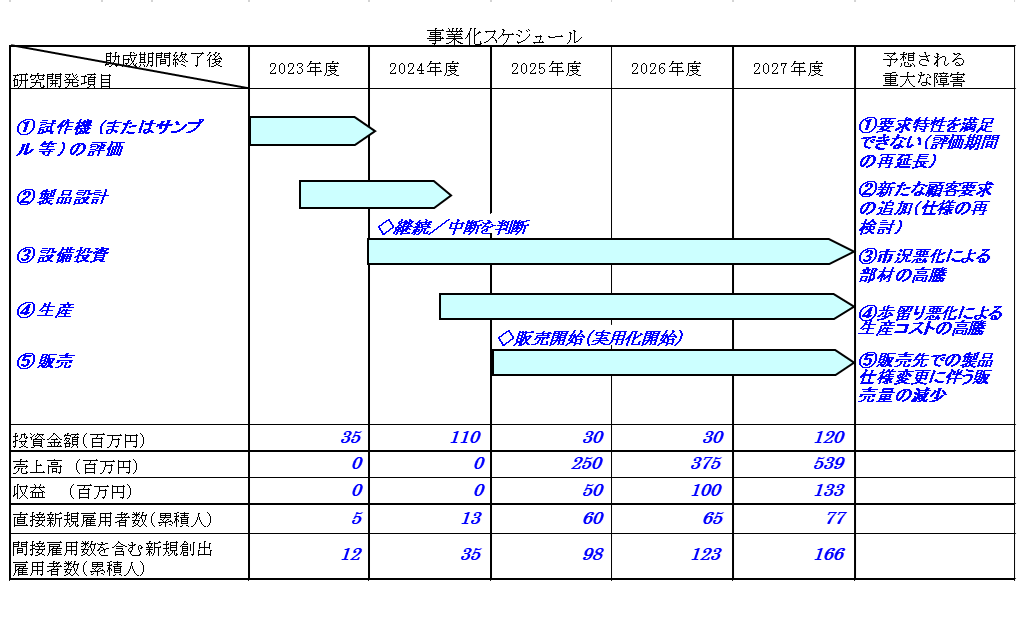 事業化スケジュール
助成期間終了後
研究開発項目
2023年度 2024年度 2025年度 2026年度 2027年度
予想される
重大な障害
①試作機（またはサンプ
ル等）の評価
①要求特性を満足
できない（評価期間
の再延長）
②製品設計
②新たな顧客要求
の追加（仕様の再
検討）
◇継続／中断を判断
③設備投資
③市況悪化による
部材の高騰
④生産
④歩留り悪化による
生産コストの高騰
◇販売開始（実用化開始）
⑤販売
⑤販売先での製品
仕様変更に伴う販
売量の減少
投資金額（百万円） 35 110 30 30 120
売上高（百万円） 0 0 250 375 539
収益　（百万円） 0 0 50 100 133
直接新規雇用者数（累積人） 5 13 60 65 77
間接雇用数を含む新規創出
雇用者数（累積人） 12 35 98 123 166